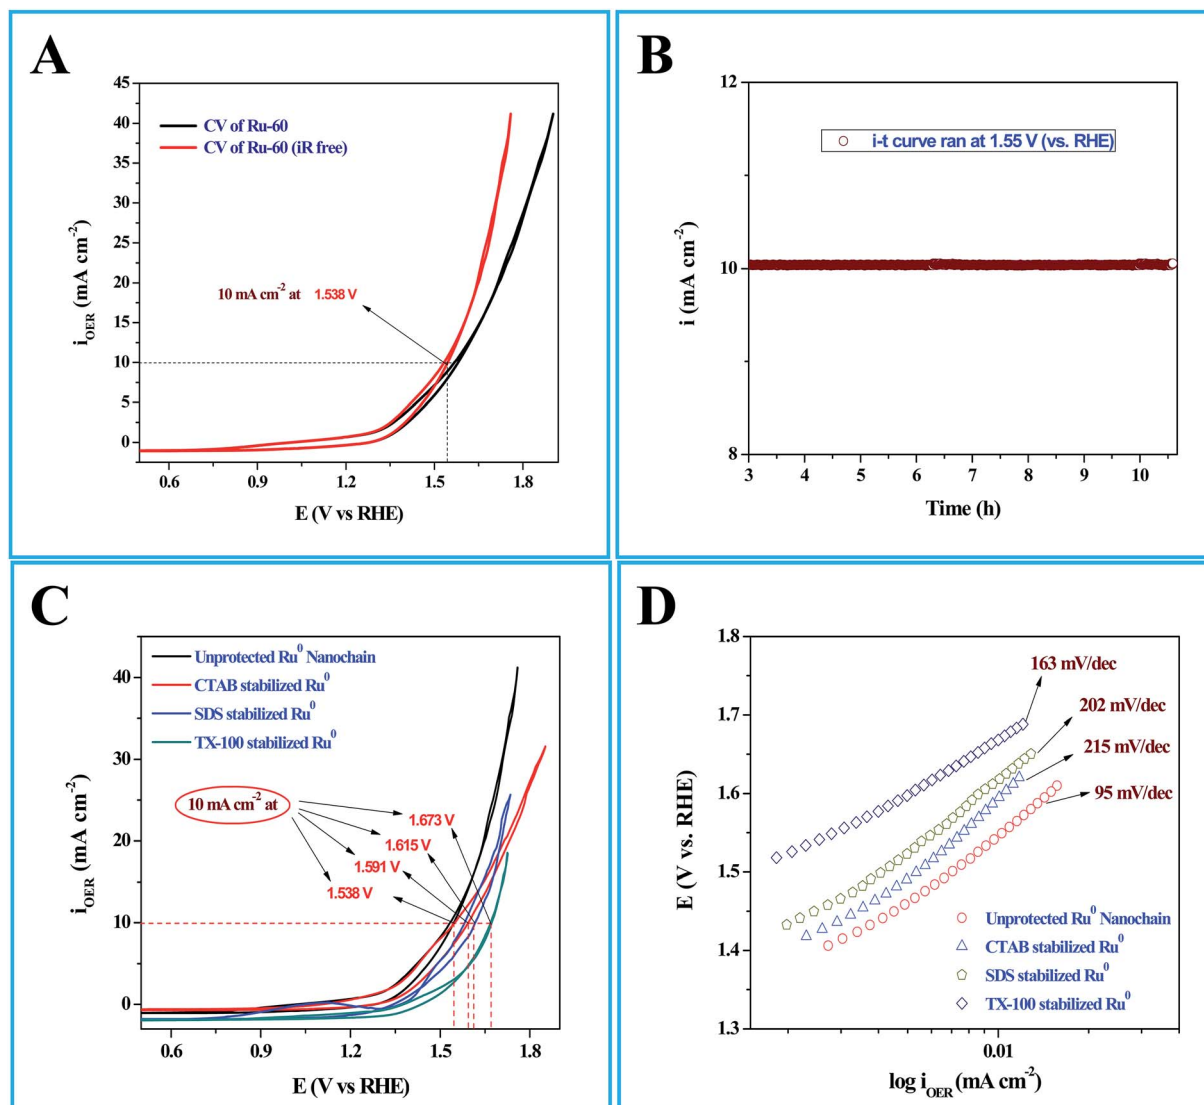 A
45
40
35
30
25
20
15
10
5
0
CV of Ru-60
CV of Ru-60 (iR free)
10 mA cm⁻² at 1.538 V
i_OER (mA cm⁻²)
0.6 0.9 1.2 1.5 1.8
E (V vs RHE)
B
12
10
8
i-t curve ran at 1.55 V (vs. RHE)
i (mA cm⁻²)
3 4 5 6 7 8 9 10
Time (h)
C
40
30
20
10
0
Unprotected Ru⁰ Nanochain
CTAB stabilized Ru⁰
SDS stabilized Ru⁰
TX-100 stabilized Ru⁰
10 mA cm⁻² at
1.673 V
1.615 V
1.591 V
1.538 V
i_OER (mA cm⁻²)
0.6 0.9 1.2 1.5 1.8
E (V vs RHE)
D
1.8
1.7
1.6
1.5
1.4
1.3
163 mV/dec
202 mV/dec
215 mV/dec
95 mV/dec
E (V vs. RHE)
Unprotected Ru⁰ Nanochain
CTAB stabilized Ru⁰
SDS stabilized Ru⁰
TX-100 stabilized Ru⁰
0.01
log i_OER (mA cm⁻²)